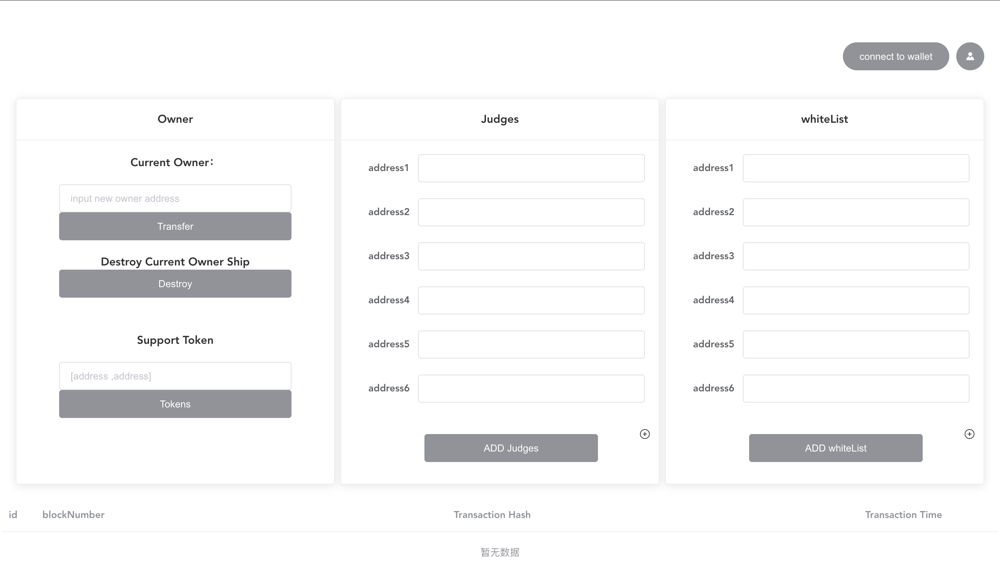 connect to wallet
Owner
Current Owner：
input new owner address
Transfer
Destroy Current Owner Ship
Destroy
Support Token
[address ,address]
Tokens
Judges
address1
address2
address3
address4
address5
address6
ADD Judges
whiteList
address1
address2
address3
address4
address5
address6
ADD whiteList
id blockNumber Transaction Hash Transaction Time
暂无数据